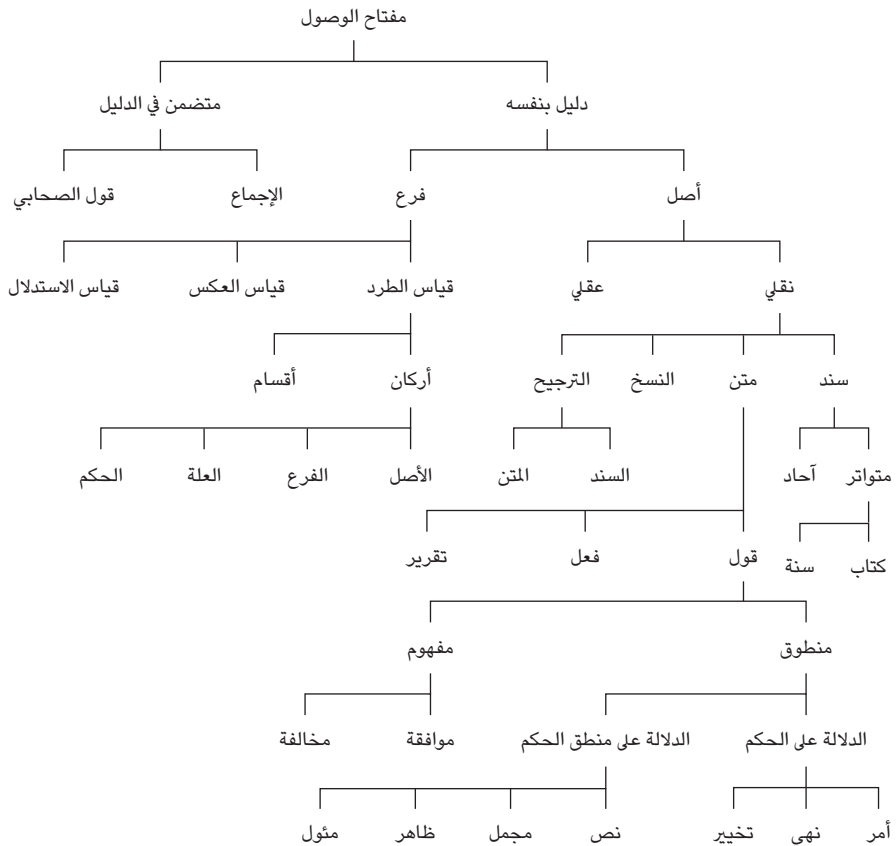 مفتاح الوصول
دليل بنفسه متضمن في الدليل
أصل فرع الإجماع قول الصحابي
نقلي عقلي قياس الطرد قياس العكس قياس الاستدلال
سند متن النسخ الترجيح أركان أقسام
متواتر آحاد السند المتن الأصل الفرع العلة الحكم
كتاب سنة قول فعل تقرير
منطوق مفهوم
الدلالة على الحكم الدلالة على منطق الحكم موافقة مخالفة
أمر نهى تخيير نص مجمل ظاهر مئول